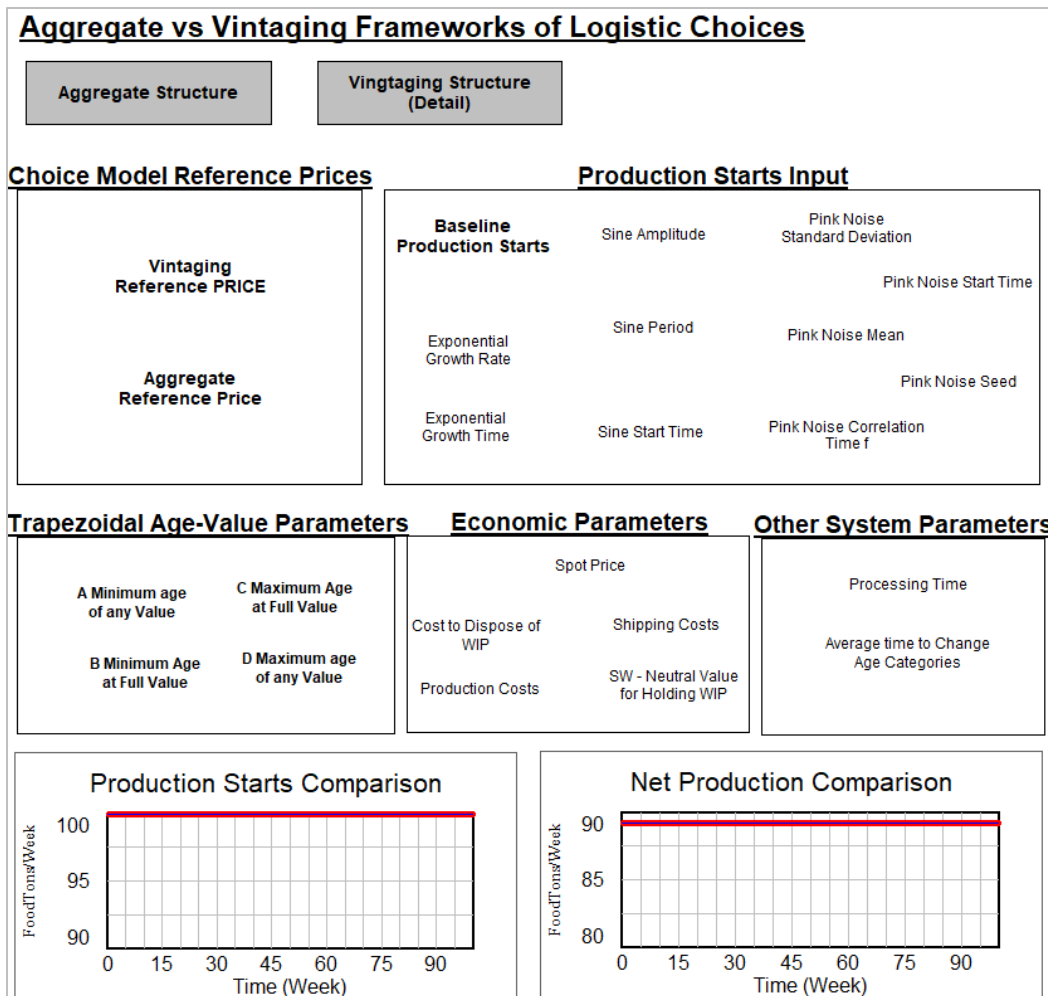 Aggregate vs Vintaging Frameworks of Logistic Choices
Aggregate Structure
Vingtaging Structure
(Detail)
Choice Model Reference Prices
Vintaging
Reference PRICE
Aggregate
Reference Price
Production Starts Input
Baseline
Production Starts
Sine Amplitude
Pink Noise
Standard Deviation
Pink Noise Start Time
Exponential
Growth Rate
Sine Period
Pink Noise Mean
Pink Noise Seed
Exponential
Growth Time
Sine Start Time
Pink Noise Correlation
Time f
Trapezoidal Age-Value Parameters
A Minimum age
of any Value
C Maximum Age
at Full Value
B Minimum Age
at Full Value
D Maximum age
of any Value
Economic Parameters
Spot Price
Cost to Dispose of
WIP
Shipping Costs
Production Costs
SW - Neutral Value
for Holding WIP
Other System Parameters
Processing Time
Average time to Change
Age Categories
Production Starts Comparison
FoodTons/Week
100
95
90
0 15 30 45 60 75 90
Time (Week)
Net Production Comparison
FoodTons/Week
90
85
80
0 15 30 45 60 75 90
Time (Week)